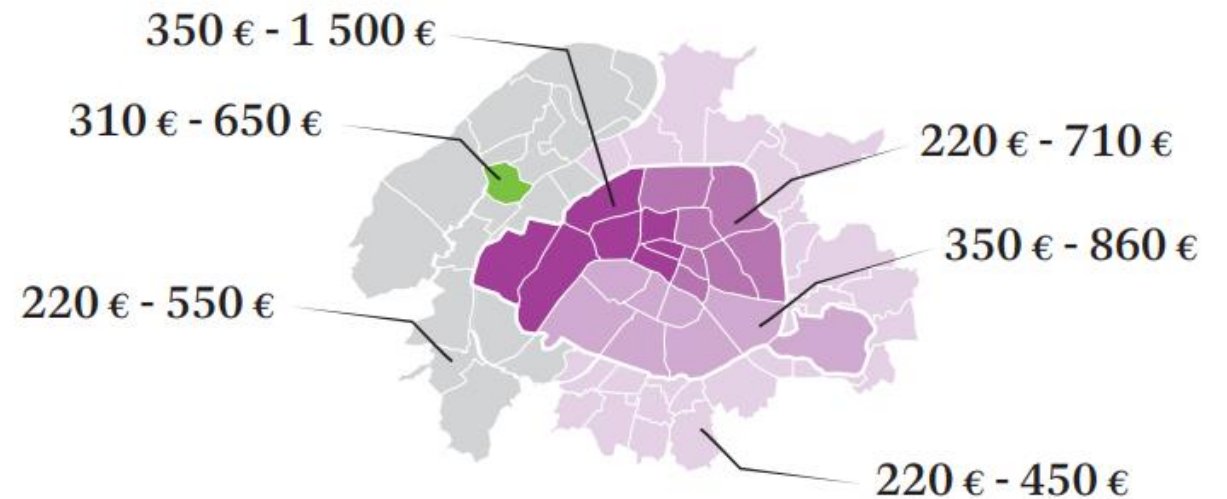 350 € - 1 500 €
310 € - 650 €
220 € - 710 €
350 € - 860 €
220 € - 550 €
220 € - 450 €